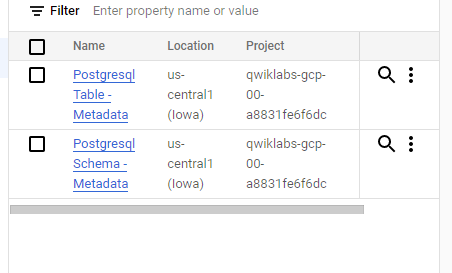 Filter Enter property name or value
Name Location Project
Postgresql us- qwiklabs-gcp-
Table - central1 00-
Metadata (Iowa) a8831fe6f6dc
Postgresql us- qwiklabs-gcp-
Schema - central1 00-
Metadata (Iowa) a8831fe6f6dc